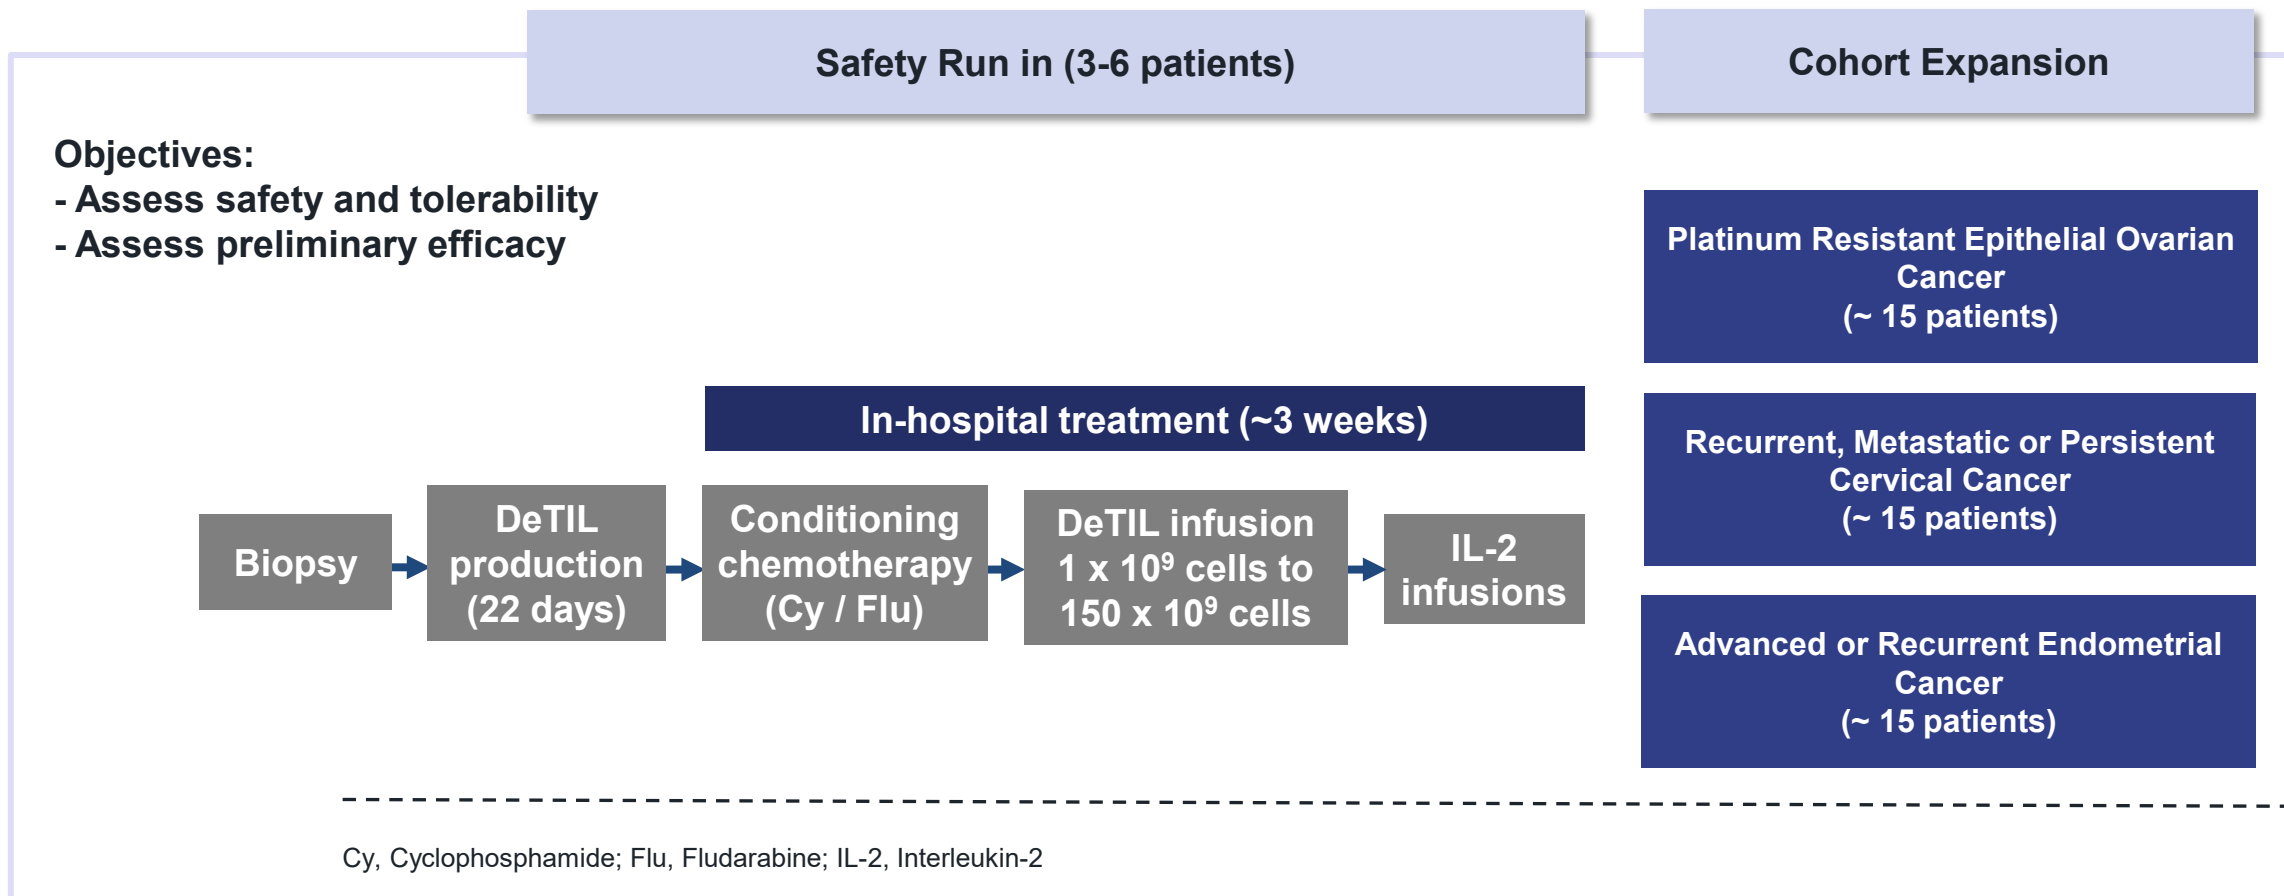 Safety Run in (3-6 patients)
Cohort Expansion
Objectives:
- Assess safety and tolerability
- Assess preliminary efficacy
In-hospital treatment (~3 weeks)
Biopsy
DeTIL
production
(22 days)
Conditioning
chemotherapy
(Cy / Flu)
DeTIL infusion
1 x 10⁹ cells to
150 x 10⁹ cells
IL-2
infusions
Platinum Resistant Epithelial Ovarian
Cancer
(~ 15 patients)
Recurrent, Metastatic or Persistent
Cervical Cancer
(~ 15 patients)
Advanced or Recurrent Endometrial
Cancer
(~ 15 patients)
Cy, Cyclophosphamide; Flu, Fludarabine; IL-2, Interleukin-2